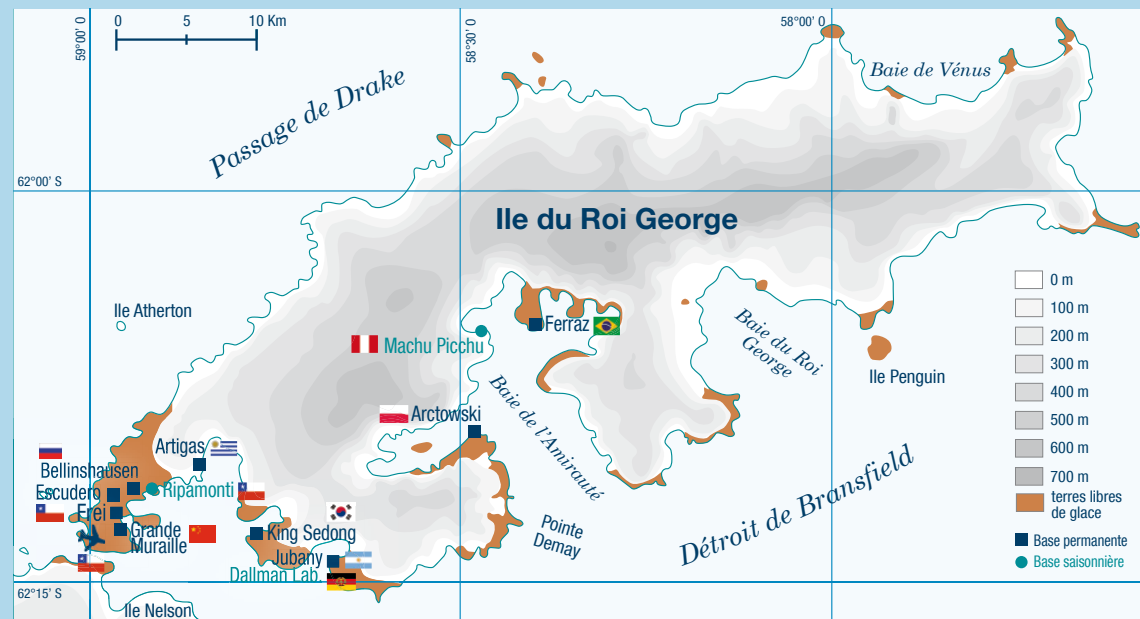 0 5 10 Km
59°00' O
58°30' O
58°00' O
Baie de Vénus
Passage de Drake
62°00' S
Ile du Roi George
Ile Atherton
Ferraz
Machu Picchu
Baie du Roi
George
Ile Penguin
Arctowski
Baie de l'Amirauté
Artigas
Bellinshausen
Escudero
Ripamonti
Frei
Grande
Muraille
King Sedong
Jubany
Dallman Lab.
Pointe
Demay
Détroit de Bransfield
62°15' S
Ile Nelson
0 m
100 m
200 m
300 m
400 m
500 m
600 m
700 m
terres libres
de glace
Base permanente
Base saisonnière